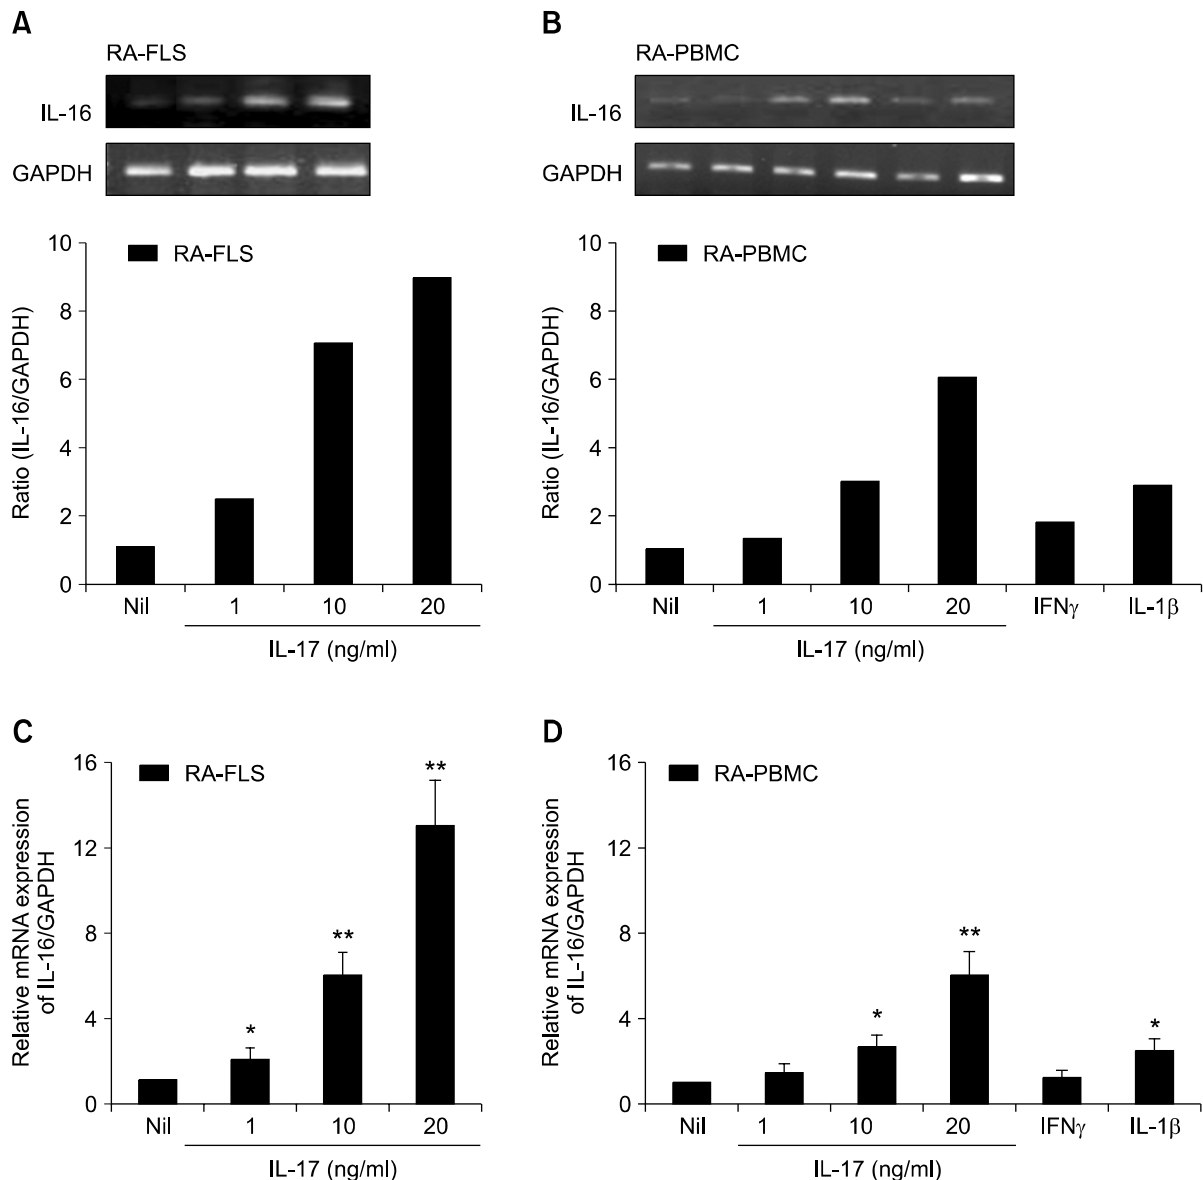 A
RA-FLS
IL-16
GAPDH
RA-FLS
Ratio (IL-16/GAPDH)
10
8
6
4
2
0
Nil 1 10 20
IL-17 (ng/ml)
B
RA-PBMC
IL-16
GAPDH
RA-PBMC
Ratio (IL-16/GAPDH)
10
8
6
4
2
0
Nil 1 10 20 IFNγ IL-1β
IL-17 (ng/ml)
C
RA-FLS
Relative mRNA expression
of IL-16/GAPDH
16
12
8
4
0
*
**
**
Nil 1 10 20
IL-17 (ng/ml)
D
RA-PBMC
Relative mRNA expression
of IL-16/GAPDH
16
12
8
4
0
*
**
*
Nil 1 10 20 IFNγ IL-1β
IL-17 (ng/ml)